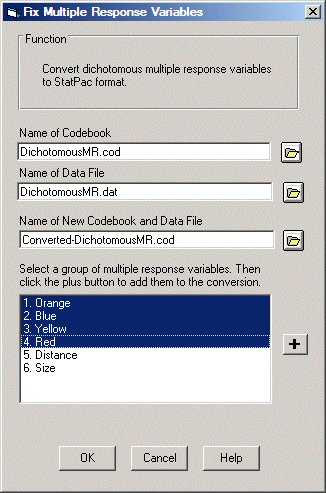 Fix Multiple Response Variables
Function
Convert dichotomous multiple response variables
to StatPac format.
Name of Codebook
DichotomousMR.cod
Name of Data File
DichotomousMR.dat
Name of New Codebook and Data File
Converted-DichotomousMR.cod
Select a group of multiple response variables. Then
click the plus button to add them to the conversion.
1. Orange
2. Blue
3. Yellow
4. Red
5. Distance
6. Size
+
OK Cancel Help